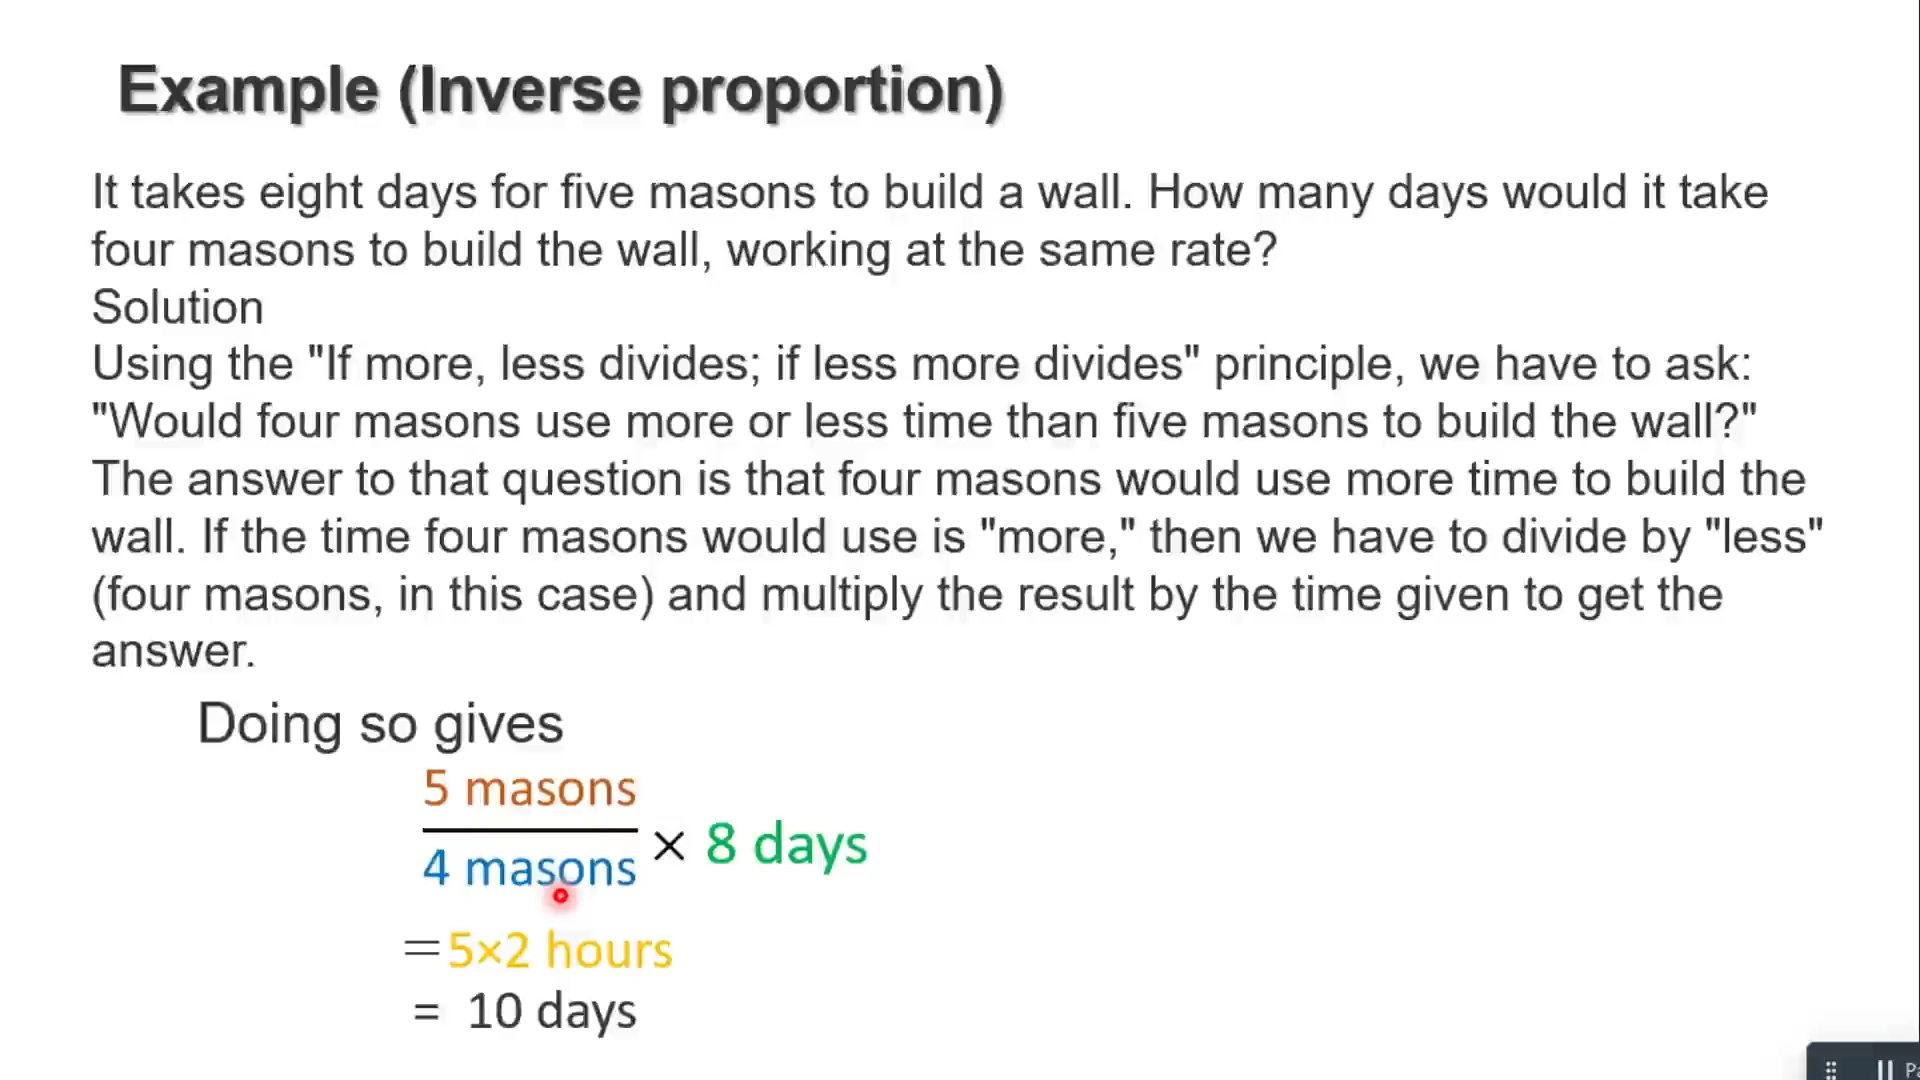 Example (Inverse proportion)
It takes eight days for five masons to build a wall. How many days would it take
four masons to build the wall, working at the same rate?
Solution
Using the "If more, less divides; if less more divides" principle, we have to ask:
"Would four masons use more or less time than five masons to build the wall?"
The answer to that question is that four masons would use more time to build the
wall. If the time four masons would use is "more," then we have to divide by "less"
(four masons, in this case) and multiply the result by the time given to get the
answer.
Doing so gives
5 masons
4 masons
× 8 days
=5×2 hours
= 10 days